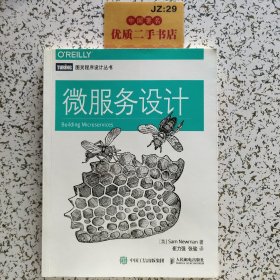 JZ:29
优质二手书
O'REILLY
TURING 图灵程序设计丛书
微服务设计
Building Microservices
[英] Sam Newman 著
崔力强 张骏 译
中国工信出版集团
人民邮电出版社